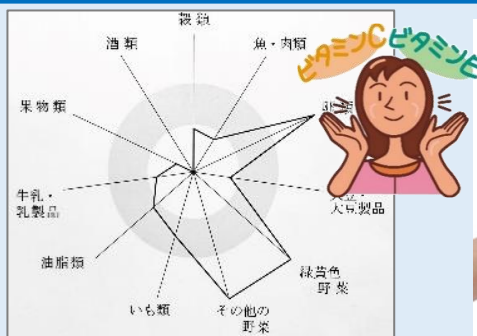 穀類
酒類
魚・肉類
ビタミンC
ビタミンE
果物類
牛乳・
乳製品
大豆・
大豆製品
油脂類
緑黄色
野菜
いも類
その他の
野菜